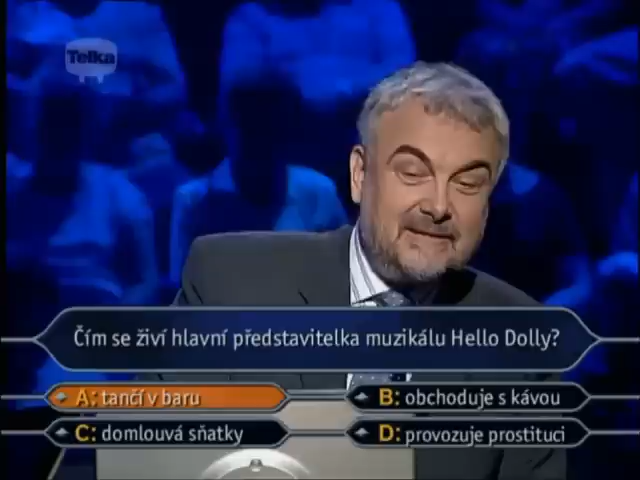 Telka
Čím se živí hlavní představitelka muzikálu Hello Dolly?
A: tančí v baru
B: obchoduje s kávou
C: domlouvá sňatky
D: provozuje prostituci